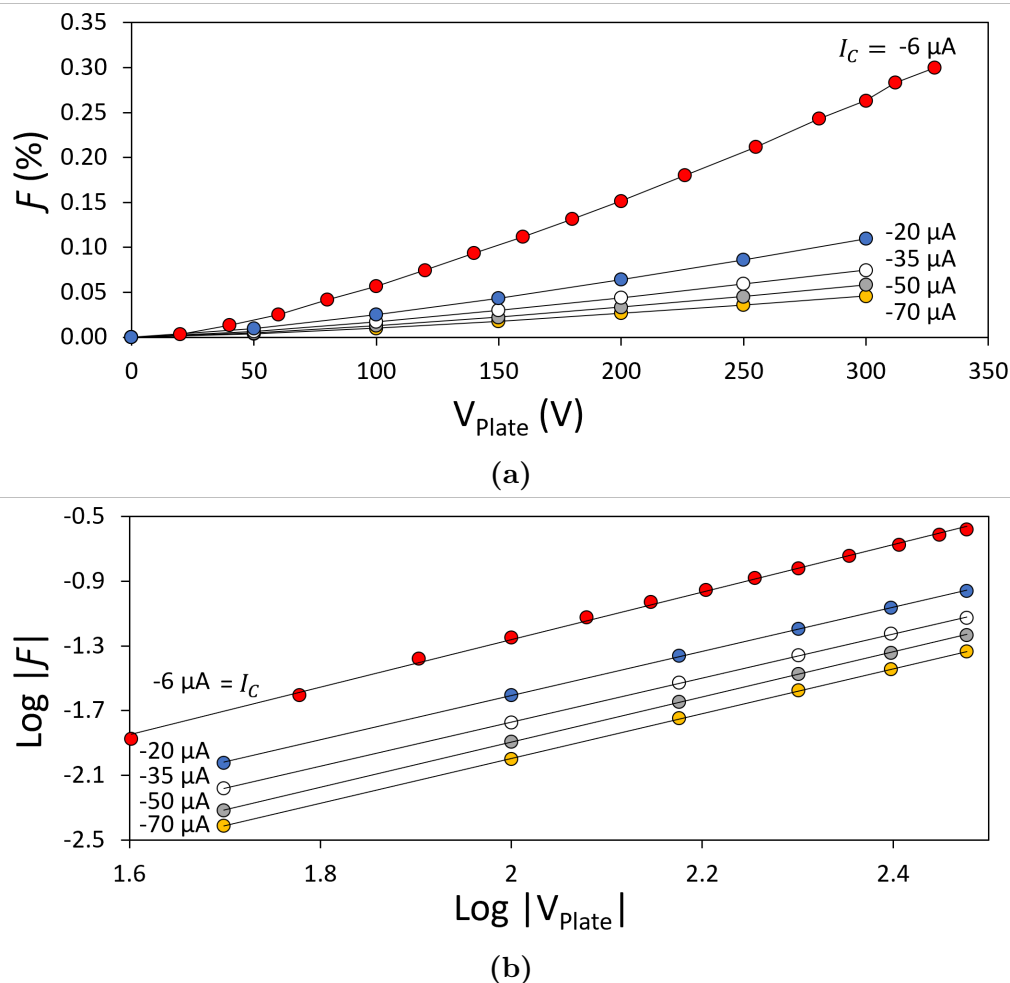 0.35
0.30
0.25
0.20
0.15
0.10
0.05
0.00
F (%)
I_C = -6 µA
-20 µA
-35 µA
-50 µA
-70 µA
0 50 100 150 200 250 300 350
V_Plate (V)
(a)
-0.5
-0.9
-1.3
-1.7
-2.1
-2.5
Log |F|
-6 µA = I_C
-20 µA
-35 µA
-50 µA
-70 µA
1.6 1.8 2 2.2 2.4
Log |V_Plate|
(b)